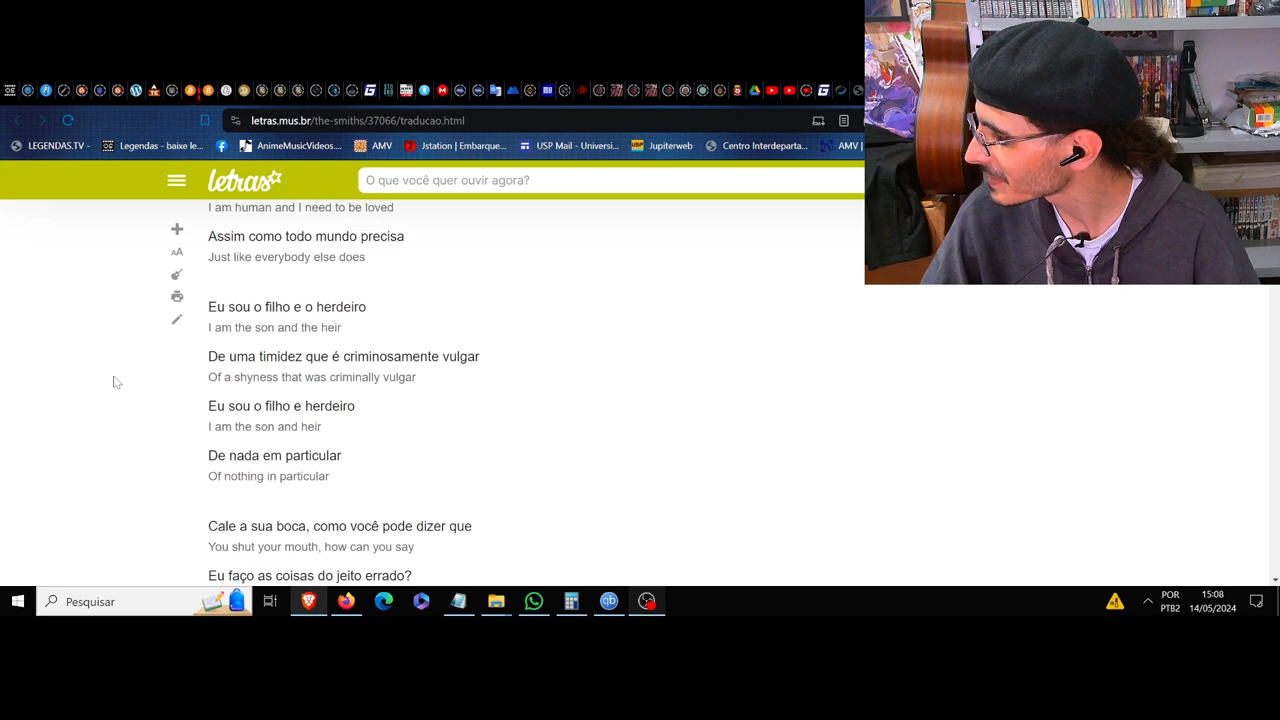 letras.mus.br/the-smiths/37066/traducao.html
LEGENDAS.TV - Legendas - baixe le... AnimeMusicVideos.... AMV Jstation | Embarque... USP Mail - Universi... Jupiterweb Centro Interdeparta... AMV |
letras O que você quer ouvir agora?
I am human and I need to be loved
Assim como todo mundo precisa
Just like everybody else does
Eu sou o filho e o herdeiro
I am the son and the heir
De uma timidez que é criminosamente vulgar
Of a shyness that was criminally vulgar
Eu sou o filho e herdeiro
I am the son and heir
De nada em particular
Of nothing in particular
Cale a sua boca, como você pode dizer que
You shut your mouth, how can you say
Eu faço as coisas do jeito errado?
Pesquisar
POR
PTB2
15:08
14/05/2024